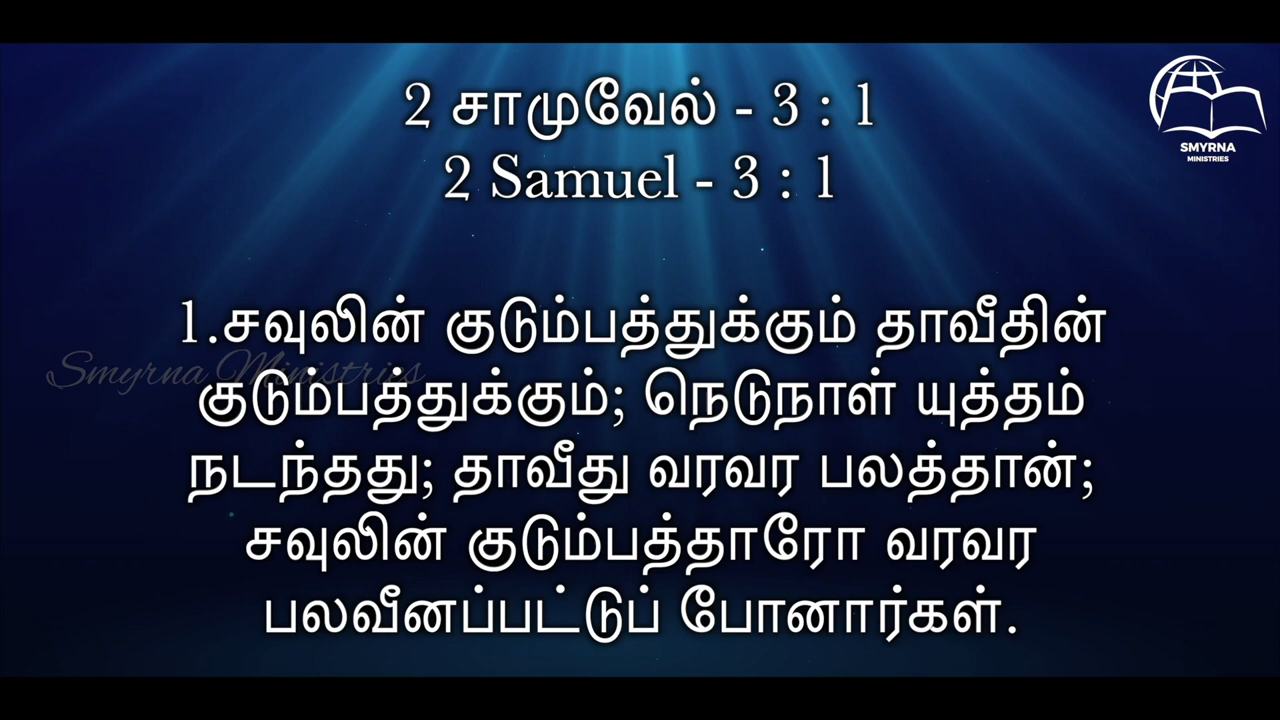 2 சாமுவேல் - 3 : 1
2 Samuel - 3 : 1
SMYRNA
MINISTRIES
1.சவுலின் குடும்பத்துக்கும் தாவீதின்
Smyrna Ministries
குடும்பத்துக்கும்; நெடுநாள் யுத்தம்
நடந்தது; தாவீது வரவர பலத்தான்;
சவுலின் குடும்பத்தாரோ வரவர
பலவீனப்பட்டுப் போனார்கள்.